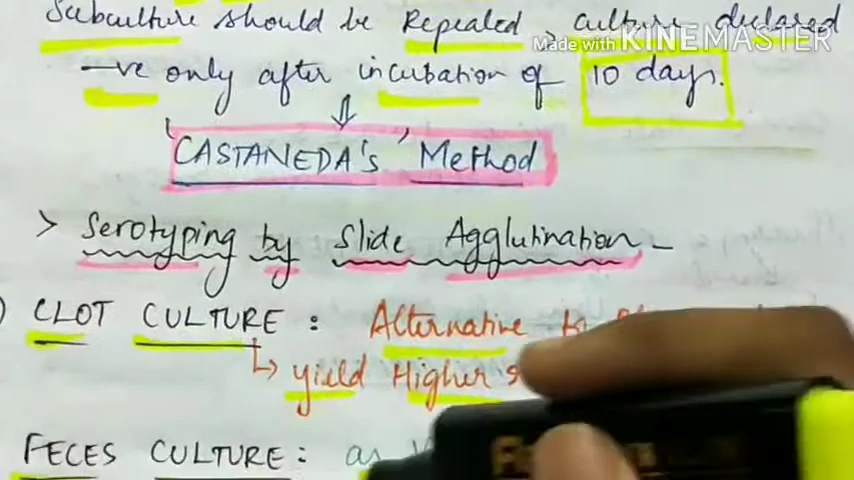 Subculture should be Repeated, culture declared
Made with KINEMASTER
-ve only after incubation of 10 days.
'CASTANEDA's' Method
> Serotyping by Slide Agglutination -
) CLOT CULTURE : Alternative to
yield Higher
FECES CULTURE :